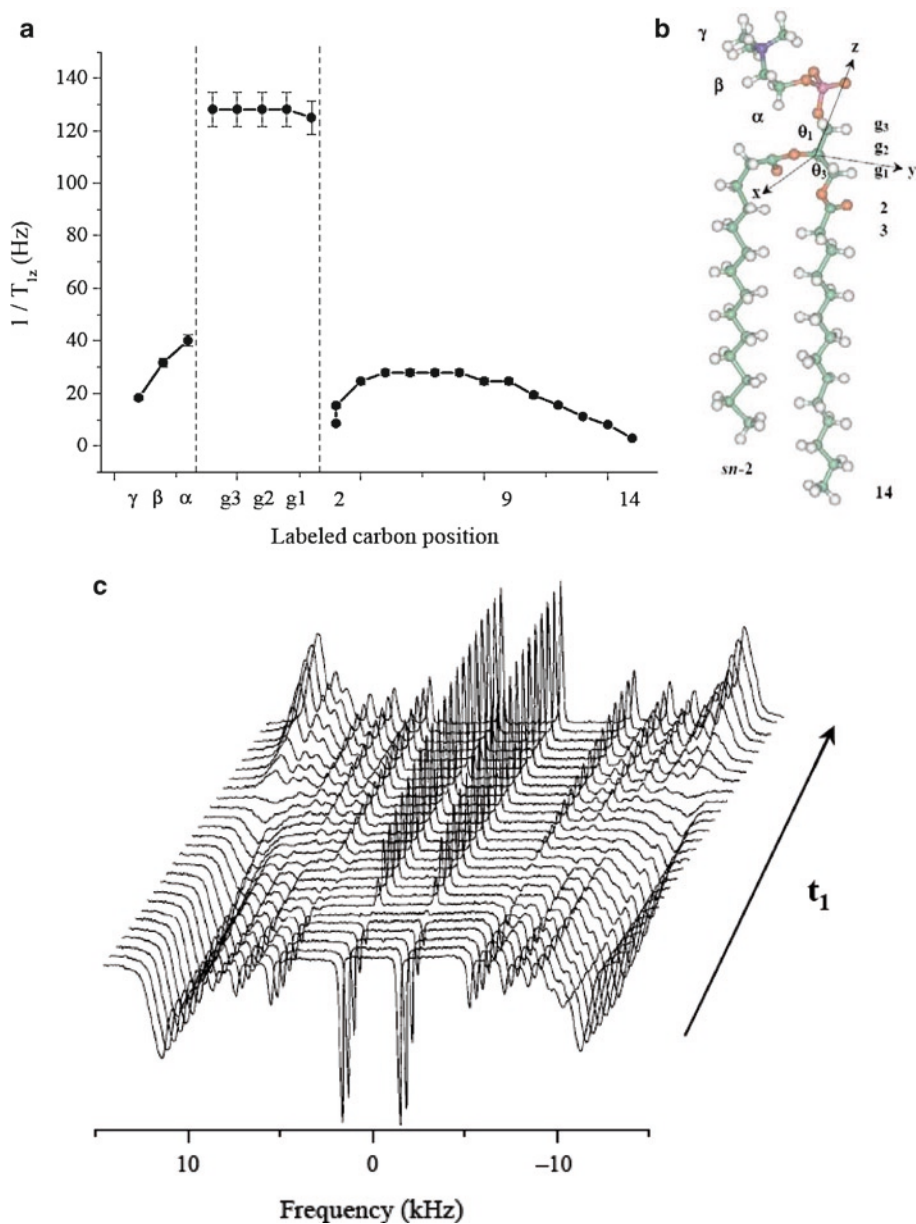 a
140
120
100
80
60
40
20
0
1 / T1z (Hz)
γ β α g3 g2 g1 2 9 14
Labeled carbon position
b
γ
z
β
α
θ1
g3
g2
θ3
g1
y
x
2
3
sn-2
14
c
t1
10 0 −10
Frequency (kHz)